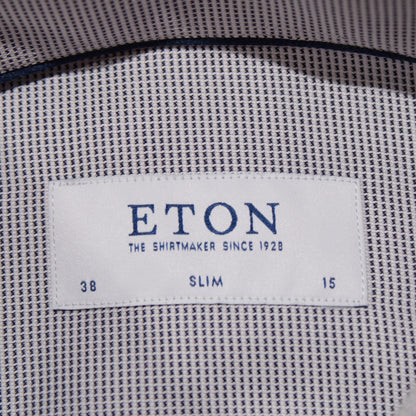 ETON
THE SHIRTMAKER SINCE 1928
38 SLIM 15